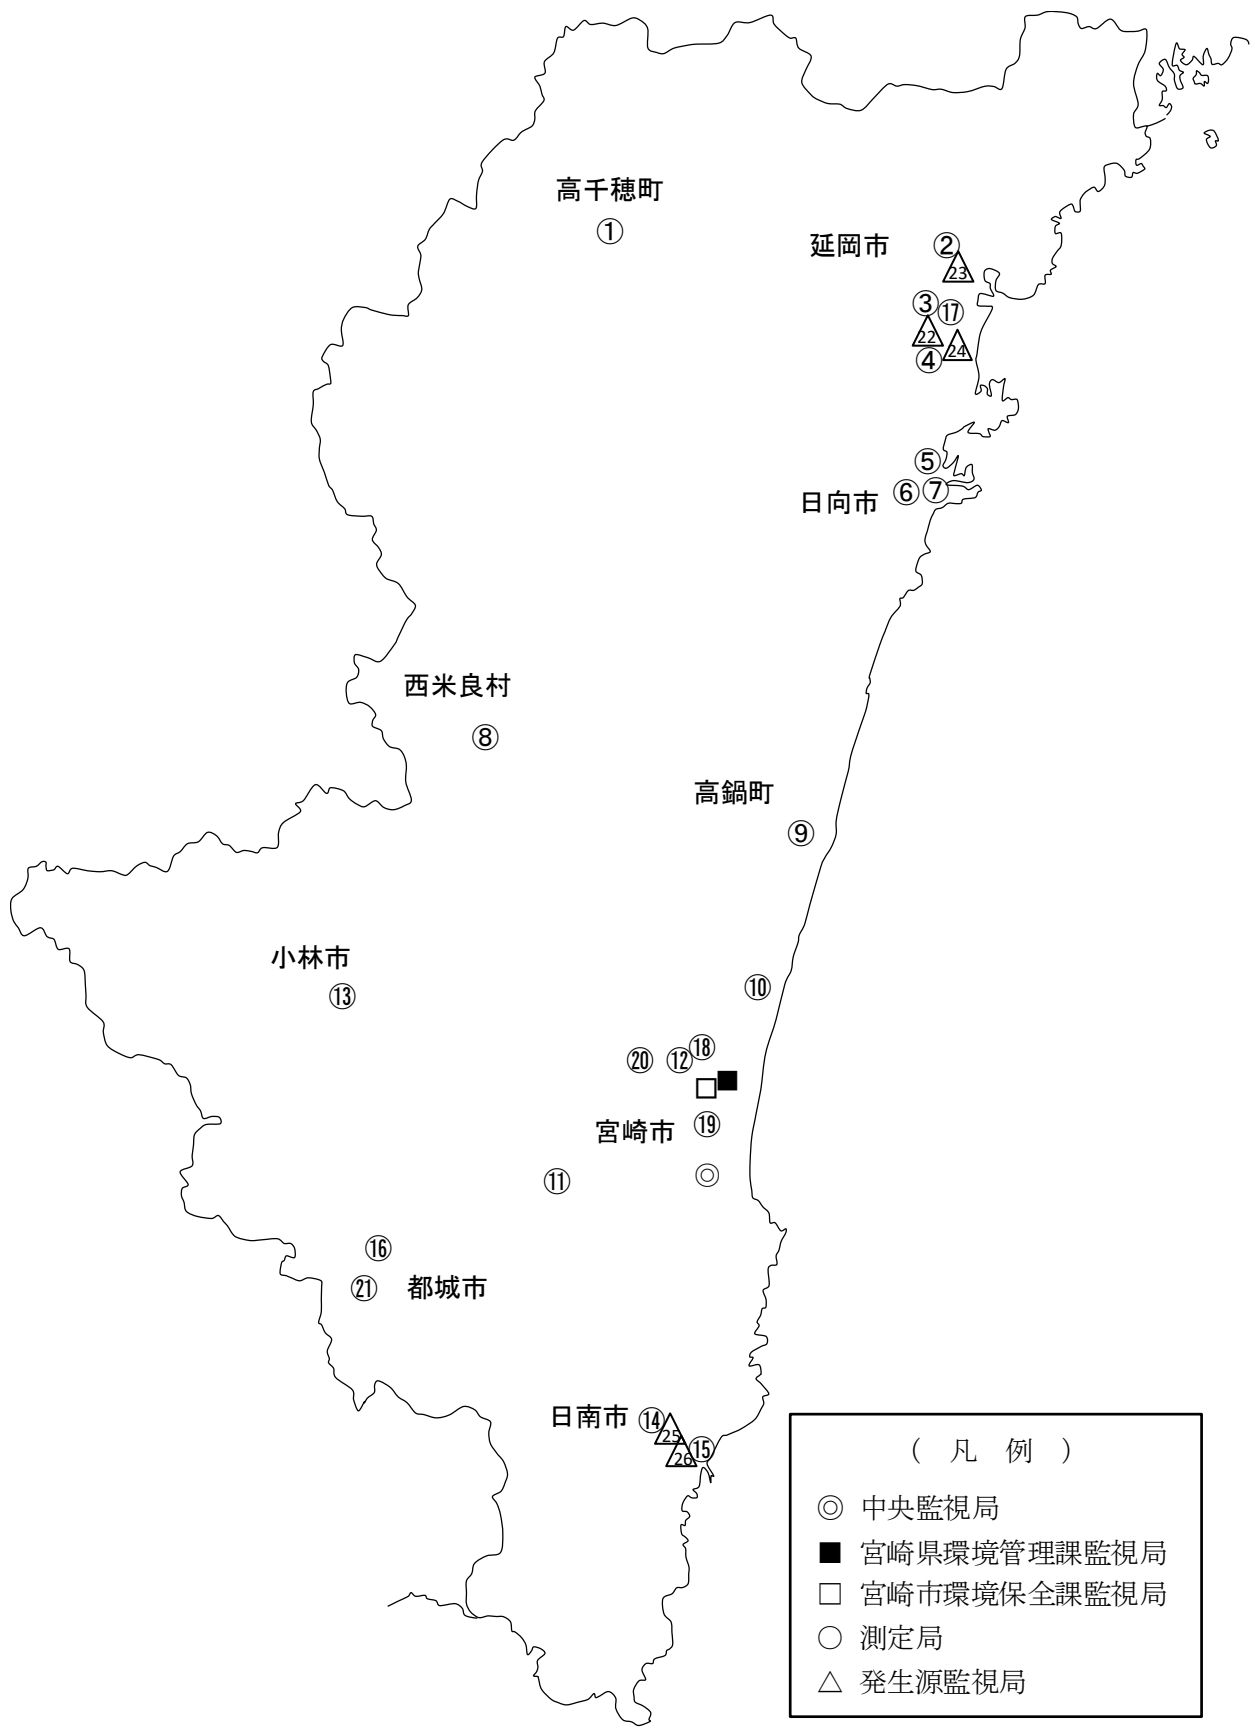 高千穂町
①
延岡市
②
23
③
⑰
22
24
④
⑤
⑥
⑦
日向市
西米良村
⑧
高鍋町
⑨
小林市
⑬
⑩
⑱
⑳
⑫
⑲
宮崎市
⑪
⑯
㉑
都城市
日南市
⑭
25
⑮
26
( 凡 例 )
◎ 中央監視局
■ 宮崎県環境管理課監視局
□ 宮崎市環境保全課監視局
○ 測定局
△ 発生源監視局